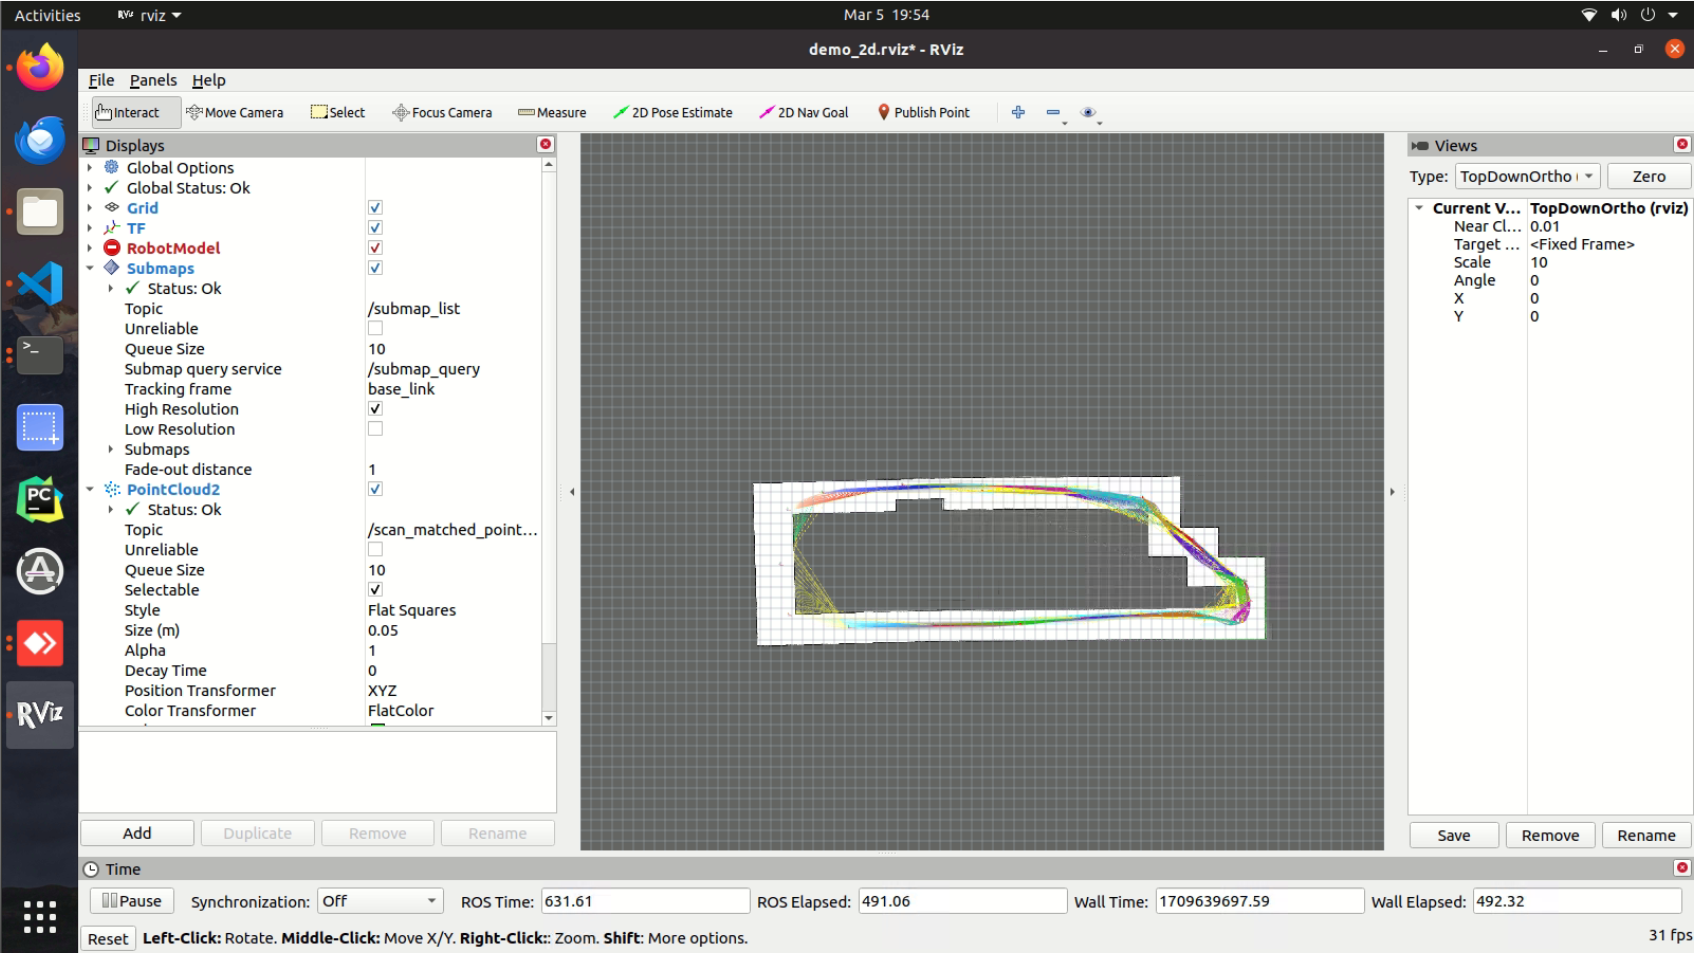 Activities
RViz rviz
Mar 5 19:54
demo_2d.rviz* - RViz
File Panels Help
Interact Move Camera Select Focus Camera Measure 2D Pose Estimate 2D Nav Goal Publish Point
Displays
Global Options
Global Status: Ok
Grid
TF
RobotModel
Submaps
Status: Ok
Topic /submap_list
Unreliable
Queue Size 10
Submap query service /submap_query
Tracking frame base_link
High Resolution
Low Resolution
Submaps
Fade-out distance 1
PointCloud2
Status: Ok
Topic /scan_matched_point...
Unreliable
Queue Size 10
Selectable
Style Flat Squares
Size (m) 0.05
Alpha 1
Decay Time 0
Position Transformer XYZ
Color Transformer FlatColor
Add Duplicate Remove Rename
Views
Type: TopDownOrtho ( Zero
Current V... TopDownOrtho (rviz)
Near Cl... 0.01
Target ... <Fixed Frame>
Scale 10
Angle 0
X 0
Y 0
Save Remove Rename
PC
A
RViz
Time
Pause Synchronization: Off ROS Time: 631.61 ROS Elapsed: 491.06 Wall Time: 1709639697.59 Wall Elapsed: 492.32
Reset Left-Click: Rotate. Middle-Click: Move X/Y. Right-Click:: Zoom. Shift: More options. 31 fps